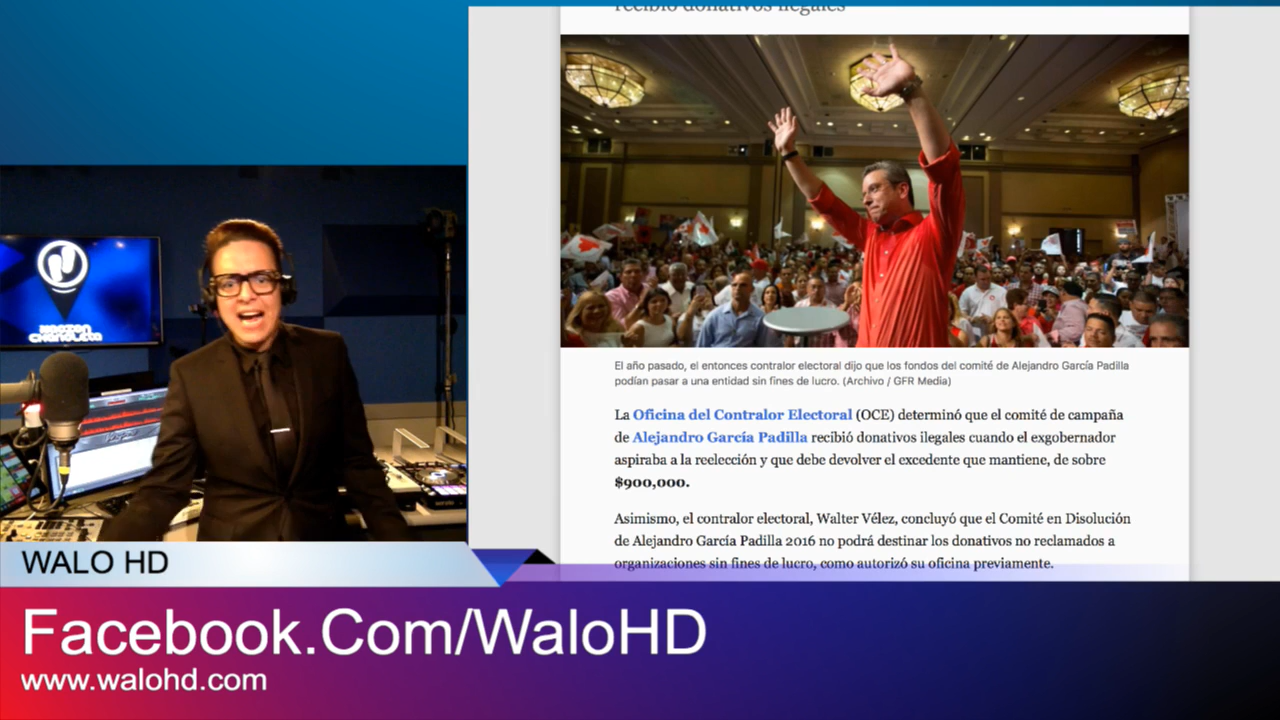 recibió donativos ilegales
El año pasado, el entonces contralor electoral dijo que los fondos del comité de Alejandro García Padilla
podían pasar a una entidad sin fines de lucro. (Archivo / GFR Media)
La Oficina del Contralor Electoral (OCE) determinó que el comité de campaña
de Alejandro García Padilla recibió donativos ilegales cuando el exgobernador
aspiraba a la reelección y que debe devolver el excedente que mantiene, de sobre
$900,000.
Asimismo, el contralor electoral, Walter Vélez, concluyó que el Comité en Disolución
de Alejandro García Padilla 2016 no podrá destinar los donativos no reclamados a
organizaciones sin fines de lucro, como autorizó su oficina previamente.
WALO HD
Facebook.Com/WaloHD
www.walohd.com